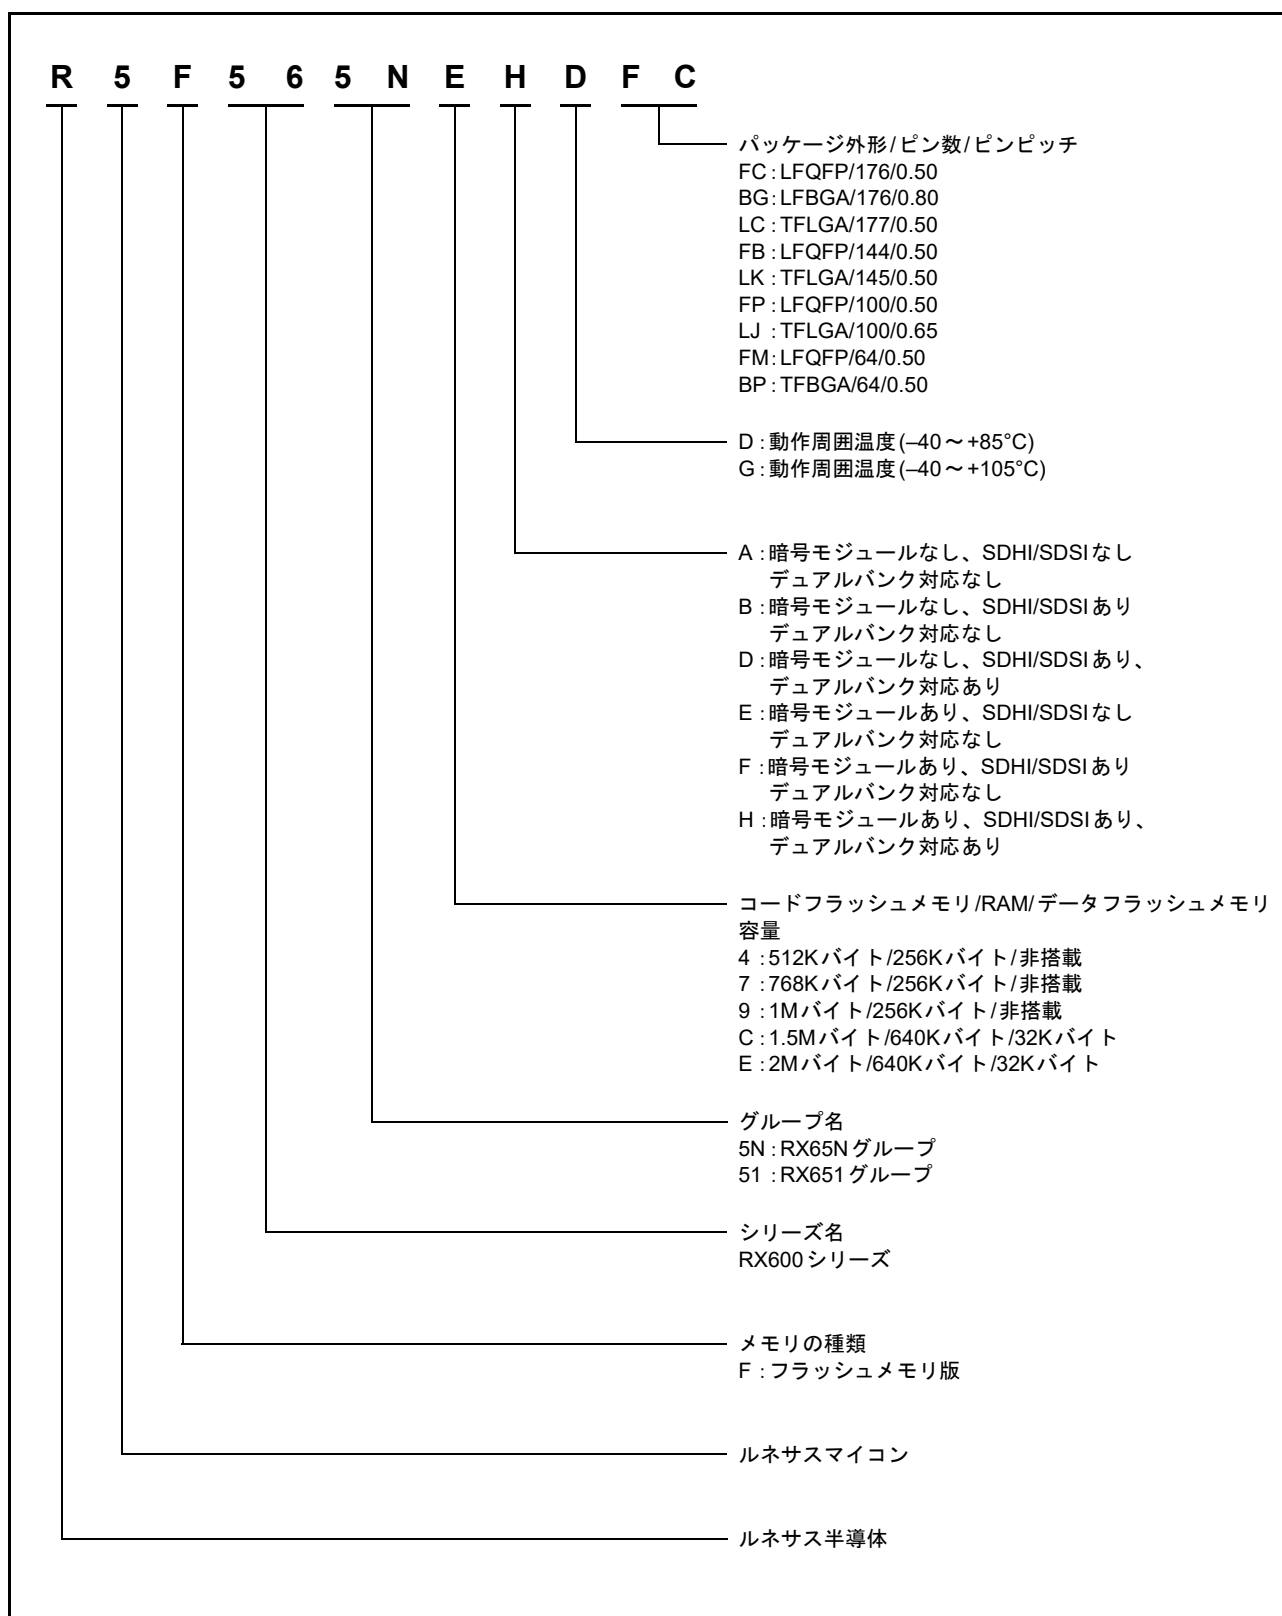 R 5 F 5 6 5 N E H D F C
パッケージ外形/ピン数/ピンピッチ
FC:LFQFP/176/0.50
BG:LFBGA/176/0.80
LC:TFLGA/177/0.50
FB:LFQFP/144/0.50
LK:TFLGA/145/0.50
FP:LFQFP/100/0.50
LJ:TFLGA/100/0.65
FM:LFQFP/64/0.50
BP:TFBGA/64/0.50
D:動作周囲温度(–40～+85°C)
G:動作周囲温度(–40～+105°C)
A:暗号モジュールなし、SDHI/SDSIなし
デュアルバンク対応なし
B:暗号モジュールなし、SDHI/SDSIあり
デュアルバンク対応なし
D:暗号モジュールなし、SDHI/SDSIあり、
デュアルバンク対応あり
E:暗号モジュールあり、SDHI/SDSIなし
デュアルバンク対応なし
F:暗号モジュールあり、SDHI/SDSIあり
デュアルバンク対応なし
H:暗号モジュールあり、SDHI/SDSIあり、
デュアルバンク対応あり
コードフラッシュメモリ/RAM/データフラッシュメモリ
容量
4:512Kバイト/256Kバイト/非搭載
7:768Kバイト/256Kバイト/非搭載
9:1Mバイト/256Kバイト/非搭載
C:1.5Mバイト/640Kバイト/32Kバイト
E:2Mバイト/640Kバイト/32Kバイト
グループ名
5N:RX65Nグループ
51:RX651グループ
シリーズ名
RX600シリーズ
メモリの種類
F:フラッシュメモリ版
ルネサスマイコン
ルネサス半導体